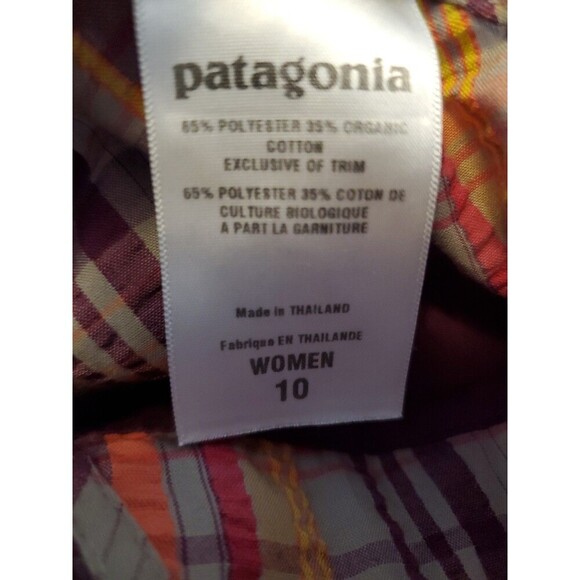 patagonia
65% POLYESTER 35% ORGANIC
COTTON
EXCLUSIVE OF TRIM
65% POLYESTER 35% COTON DE
CULTURE BIOLOGIQUE
A PART LA GARNITURE
Made in THAILAND
Fabrique EN THAILANDE
WOMEN
10